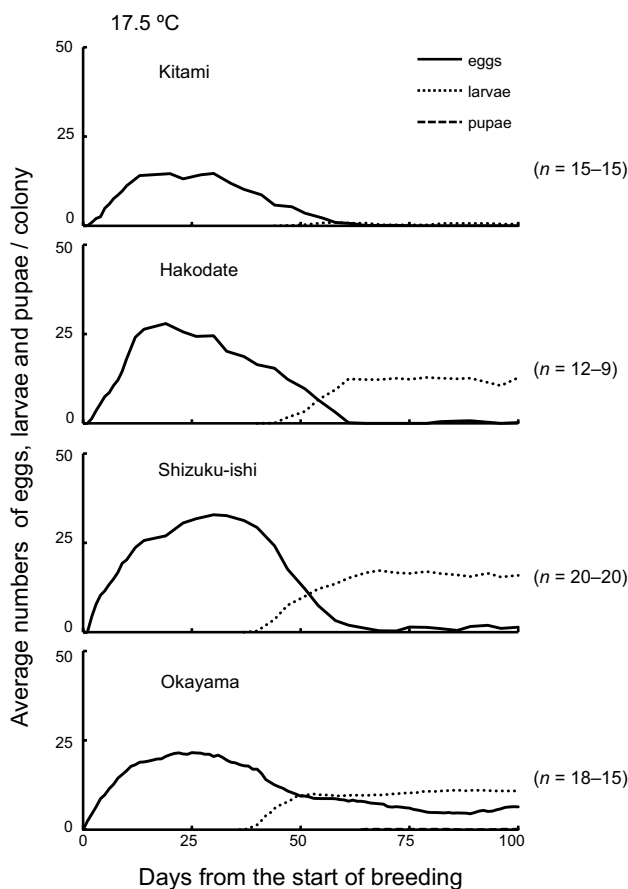 17.5 ºC
50
25
0
Kitami
eggs
larvae
pupae
(n = 15–15)
50
25
0
Hakodate
(n = 12–9)
50
25
0
Shizuku-ishi
(n = 20–20)
50
25
0
Okayama
(n = 18–15)
0 25 50 75 100
Days from the start of breeding
Average numbers of eggs, larvae and pupae / colony